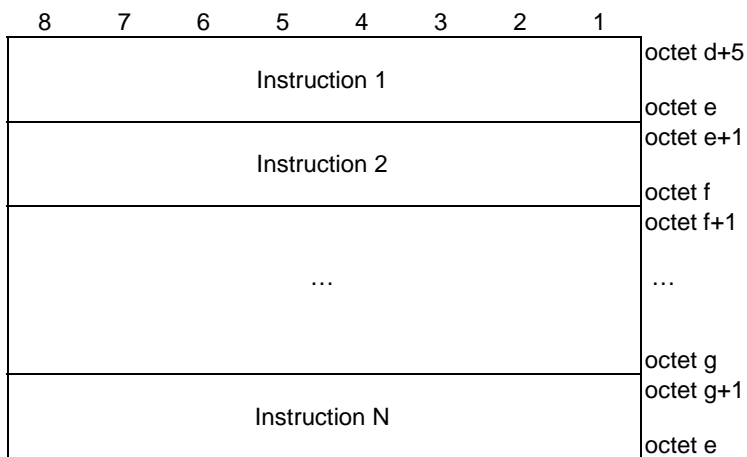 8 7 6 5 4 3 2 1
octet d+5
Instruction 1
octet e
octet e+1
Instruction 2
octet f
octet f+1
… …
octet g
octet g+1
Instruction N
octet e